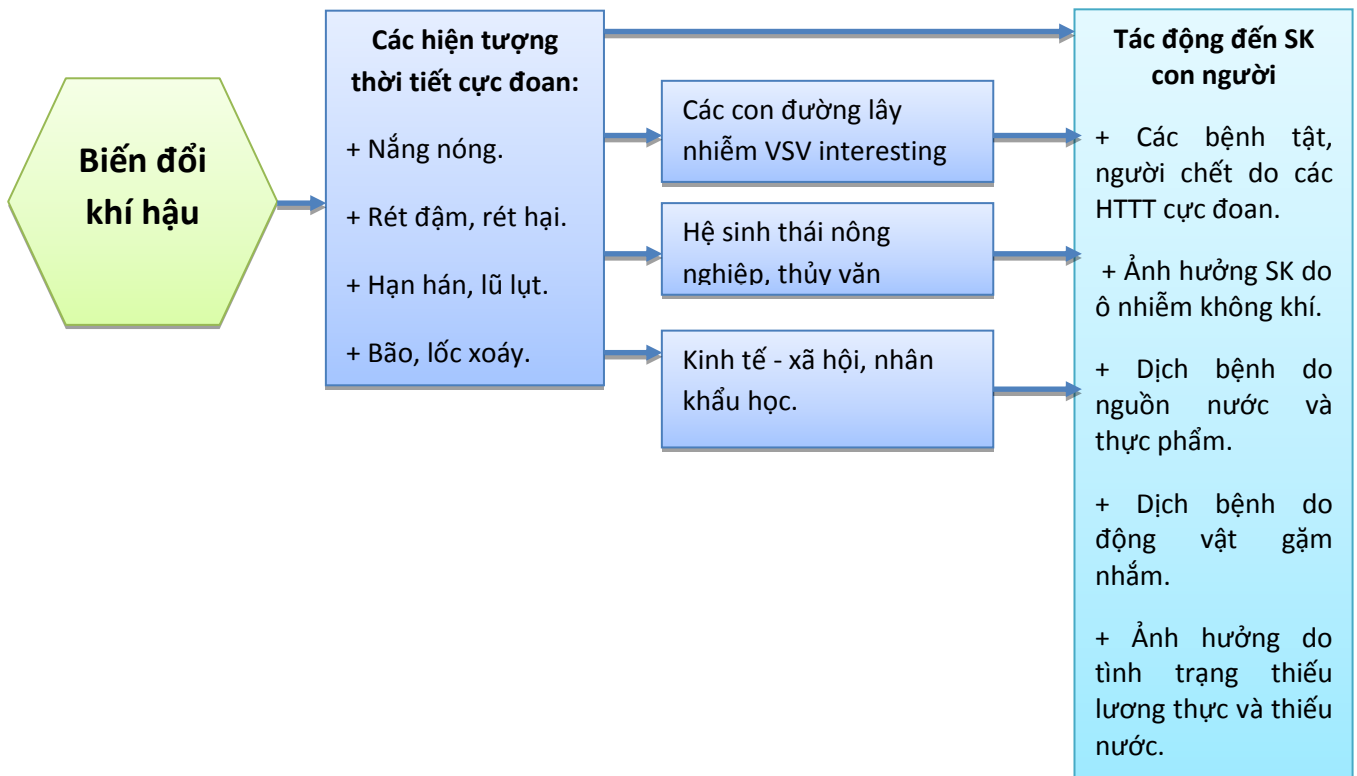 Biến đổi
khí hậu
Các hiện tượng
thời tiết cực đoan:
+ Nắng nóng.
+ Rét đậm, rét hại.
+ Hạn hán, lũ lụt.
+ Bão, lốc xoáy.
Các con đường lây
nhiễm VSV interesting
Hệ sinh thái nông
nghiệp, thủy văn
Kinh tế - xã hội, nhân
khẩu học.
Tác động đến SK
con người
+ Các bệnh tật,
người chết do các
HTTT cực đoan.
+ Ảnh hưởng SK do
ô nhiễm không khí.
+ Dịch bệnh do
nguồn nước và
thực phẩm.
+ Dịch bệnh do
động vật gặm
nhắm.
+ Ảnh hưởng do
tình trạng thiếu
lương thực và thiếu
nước.